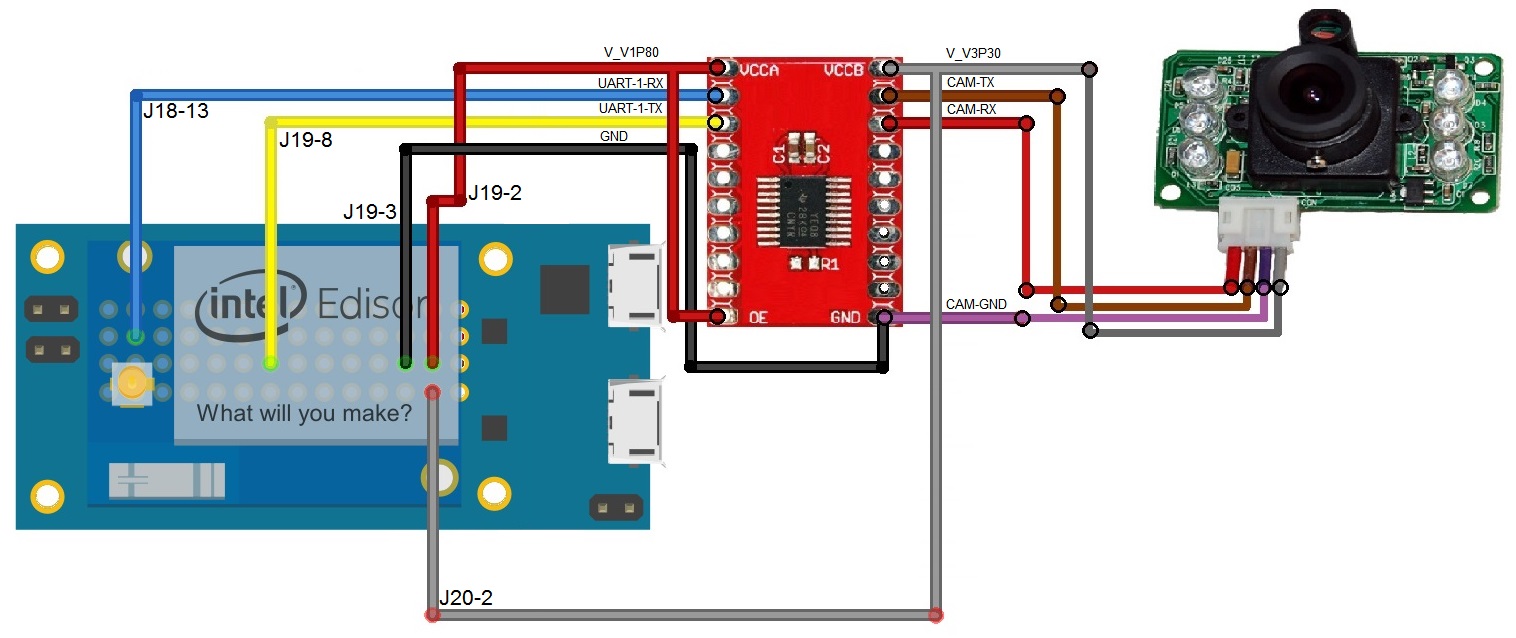 V_V1P80
V_V3P30
VCCA
VCCB
UART-1-RX
CAM-TX
J18-13
UART-1-TX
CAM-RX
J19-8
GND
C1
C2
J19-2
J19-3
R1
intel Edison
CAM-GND
OE
GND
What will you make?
J20-2
CON